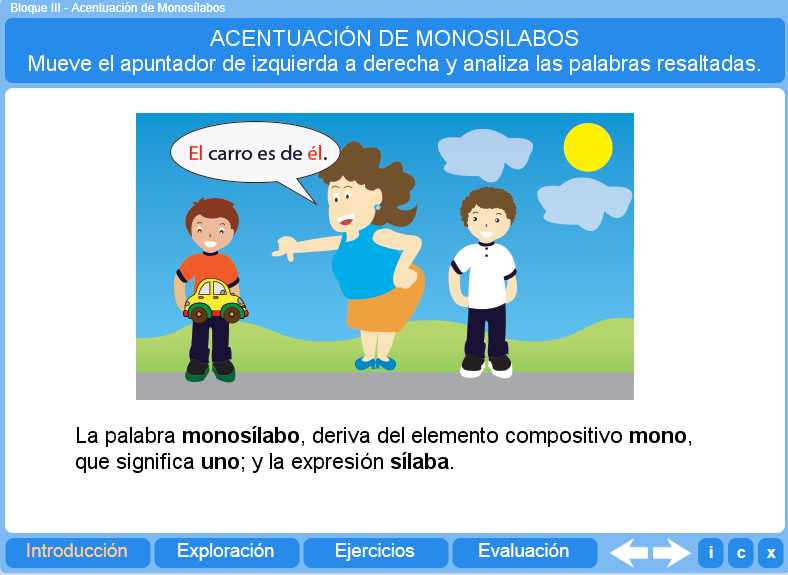 Bloque III - Acentuación de Monosílabos
ACENTUACIÓN DE MONOSILABOS
Mueve el apuntador de izquierda a derecha y analiza las palabras resaltadas.
El carro es de él.
La palabra monosílabo, deriva del elemento compositivo mono,
que significa uno; y la expresión sílaba.
Introducción
Exploración
Ejercicios
Evaluación
i
c
x